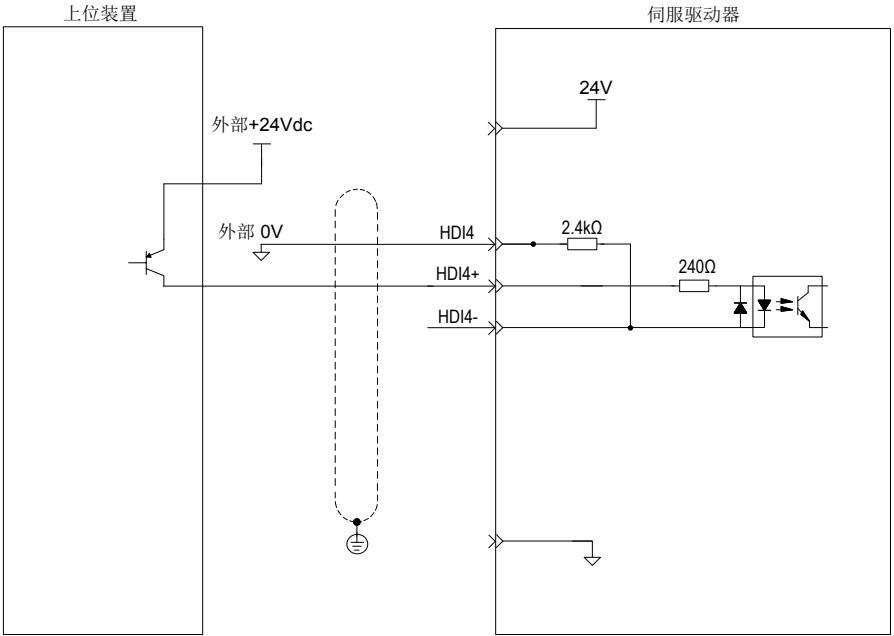 上位装置
伺服驱动器
24V
外部+24Vdc
外部 0V
HDI4
2.4kΩ
HDI4+
240Ω
HDI4-